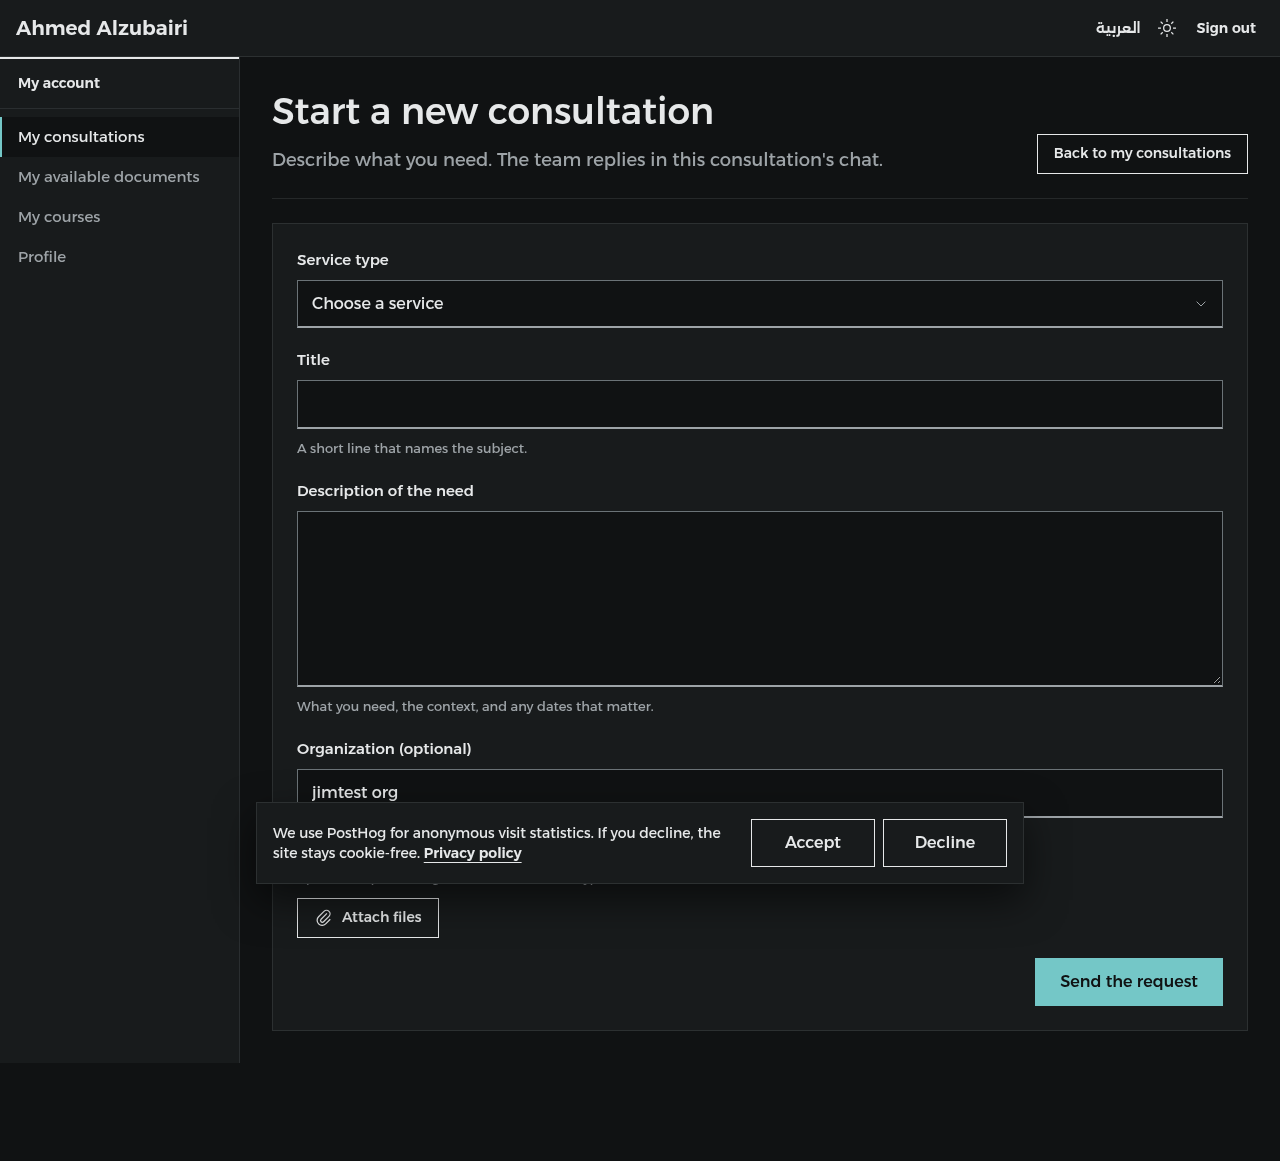 Ahmed Alzubairi
العربية
Sign out
My account
My consultations
My available documents
My courses
Profile
Start a new consultation
Describe what you need. The team replies in this consultation's chat.
Back to my consultations
Service type
Choose a service
Title
A short line that names the subject.
Description of the need
What you need, the context, and any dates that matter.
Organization (optional)
jimtest org
We use PostHog for anonymous visit statistics. If you decline, the
site stays cookie-free. Privacy policy
Accept
Decline
Attach files
Send the request